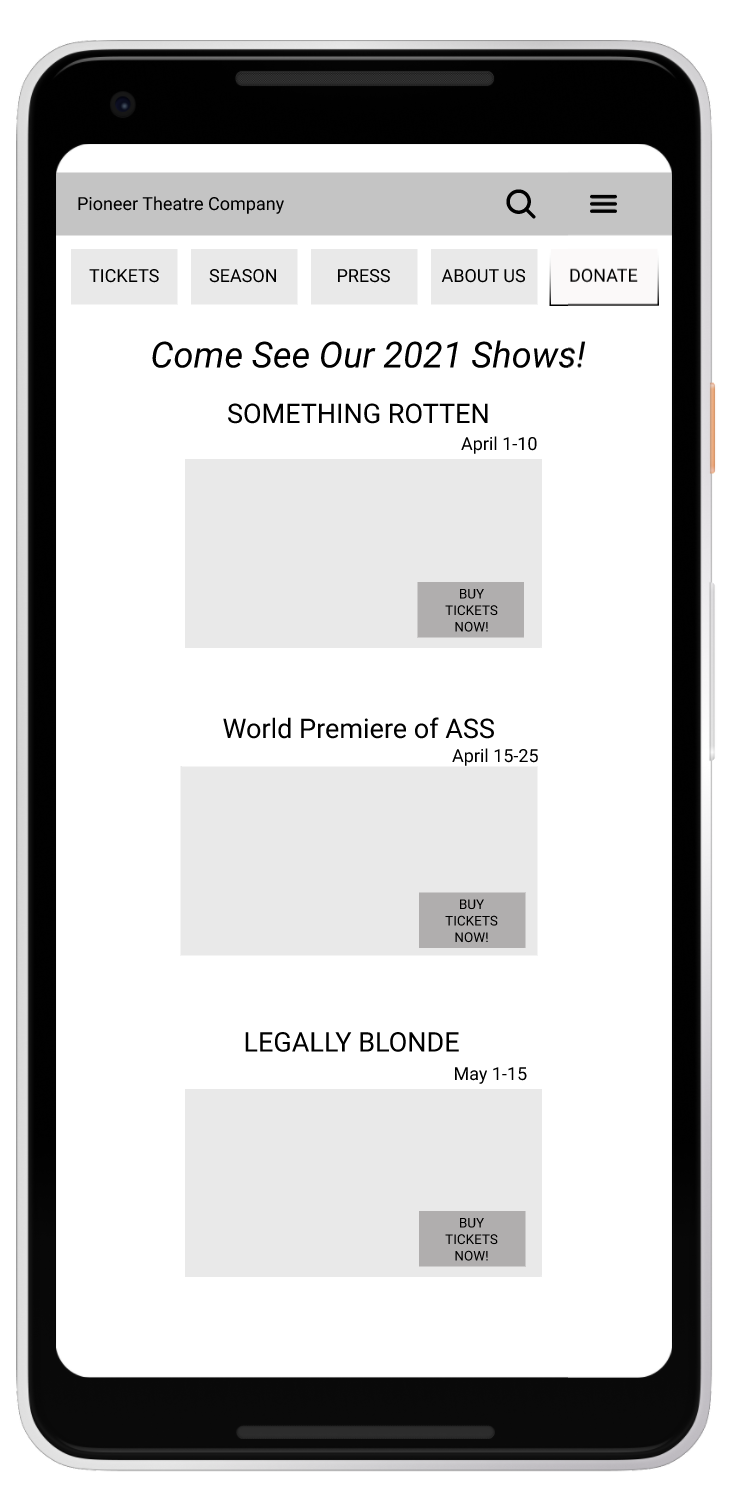 Pioneer Theatre Company
TICKETS SEASON PRESS ABOUT US DONATE
Come See Our 2021 Shows!
SOMETHING ROTTEN
April 1-10
BUY
TICKETS
NOW!
World Premiere of ASS
April 15-25
BUY
TICKETS
NOW!
LEGALLY BLONDE
May 1-15
BUY
TICKETS
NOW!